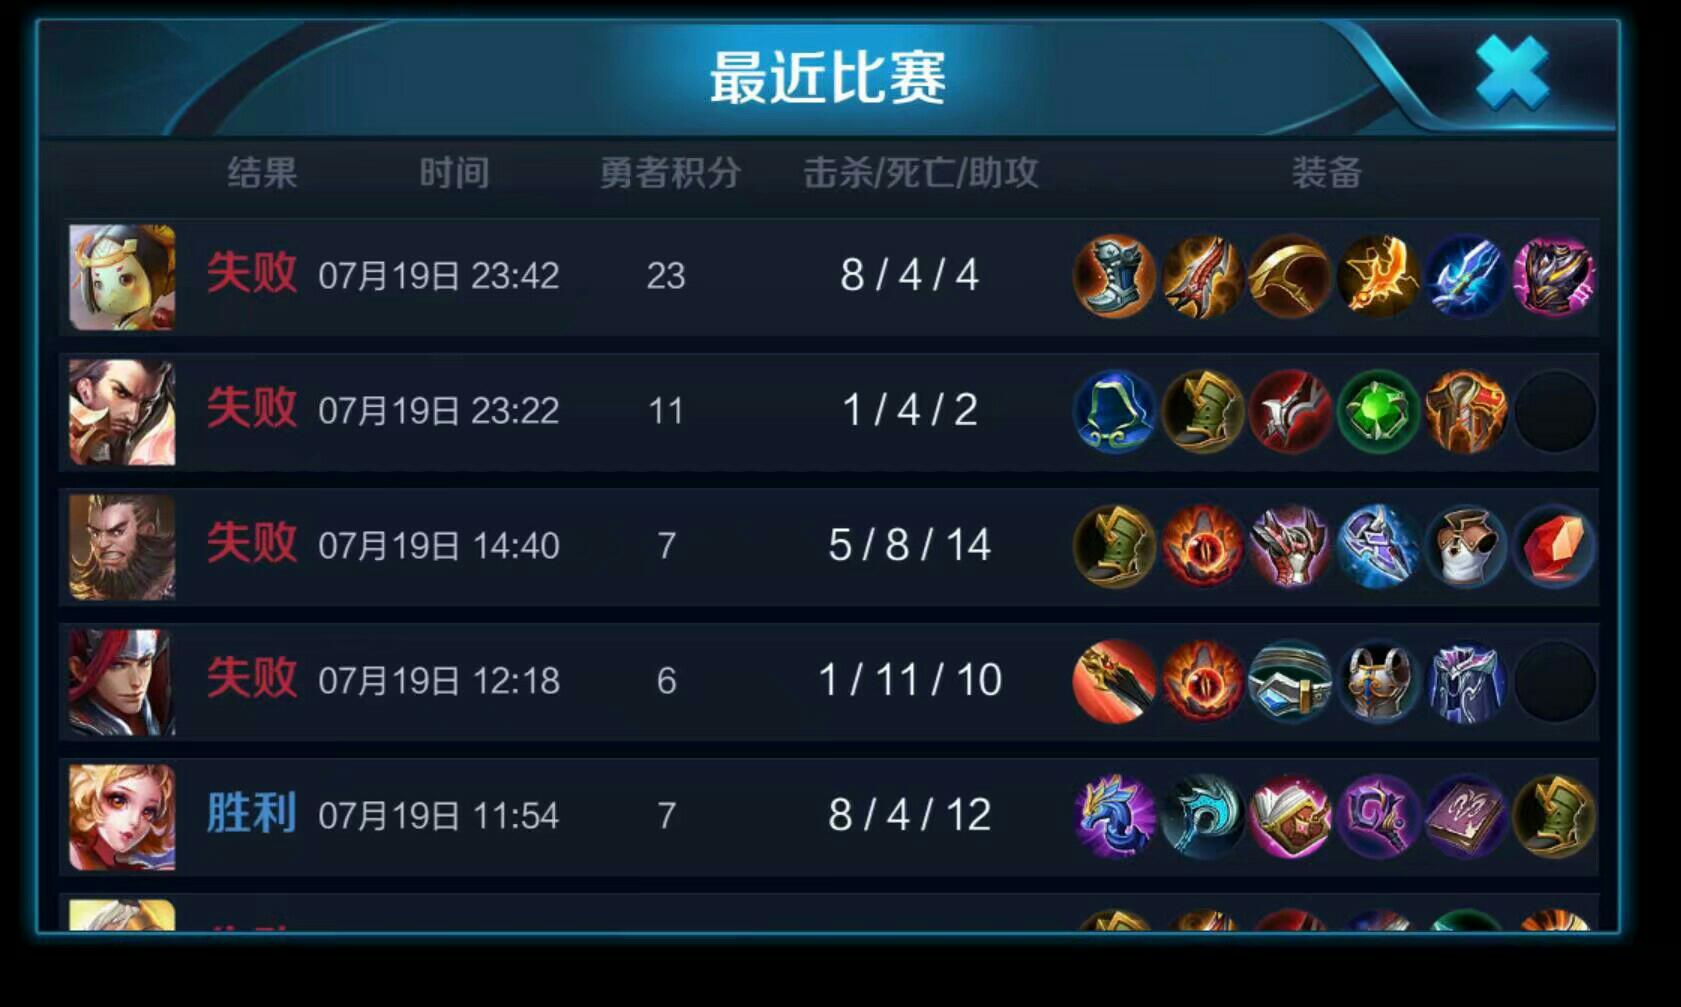 最近比赛
结果 时间 勇者积分 击杀/死亡/助攻 装备
失败 07月19日 23:42 23 8 / 4 / 4
失败 07月19日 23:22 11 1 / 4 / 2
失败 07月19日 14:40 7 5 / 8 / 14
失败 07月19日 12:18 6 1 / 11 / 10
胜利 07月19日 11:54 7 8 / 4 / 12